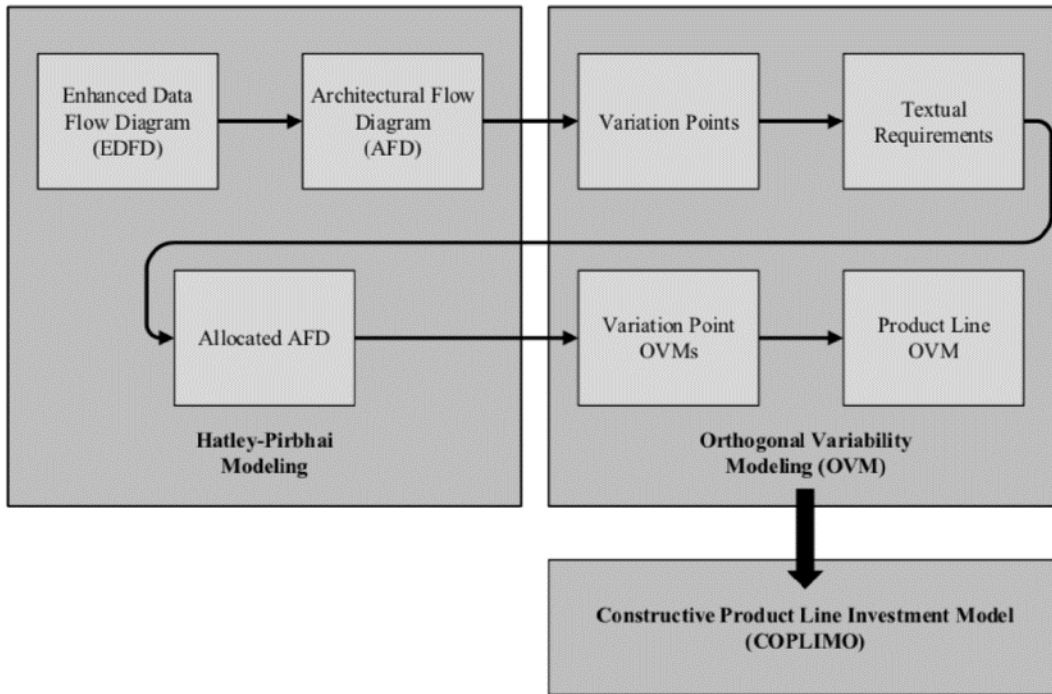 Enhanced Data
Flow Diagram
(EDFD)
Architectural Flow
Diagram
(AFD)
Variation Points
Textual
Requirements
Allocated AFD
Variation Point
OVMs
Product Line
OVM
Hatley-Pirbhai
Modeling
Orthogonal Variability
Modeling (OVM)
Constructive Product Line Investment Model
(COPLIMO)